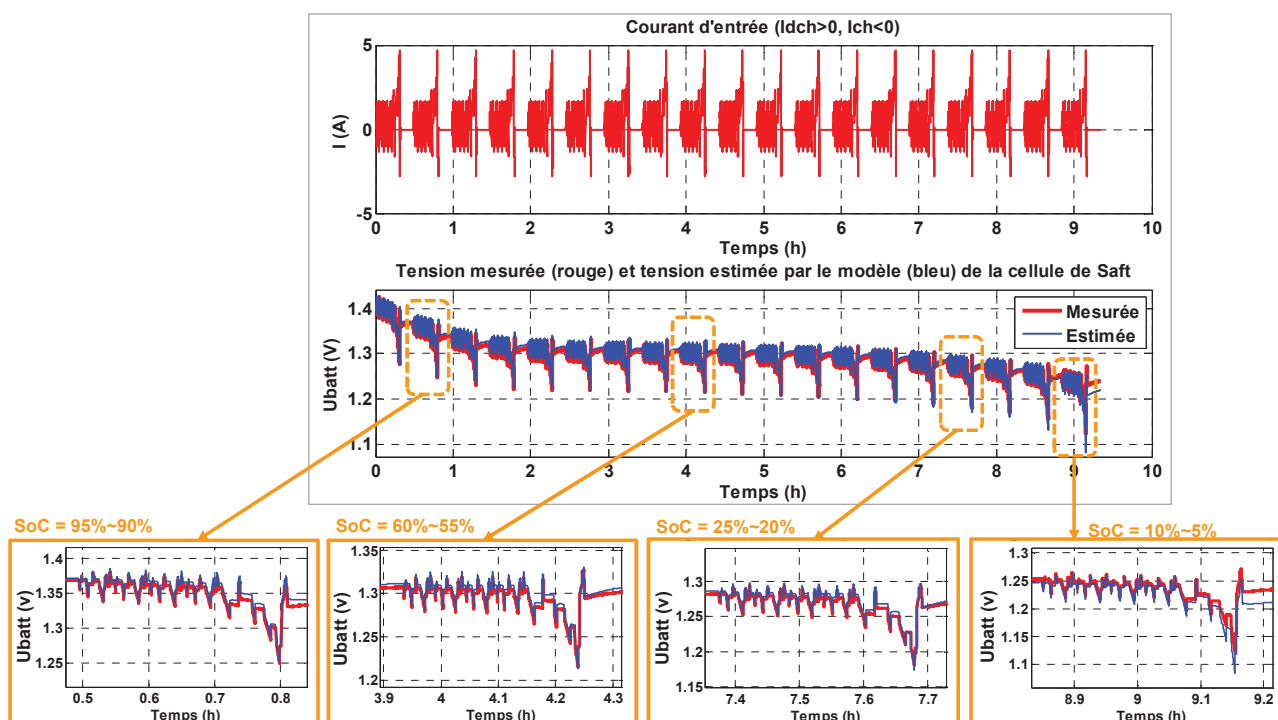 Courant d'entrée (Idch>0, Ich<0)
5
0
-5
I (A)
0 1 2 3 4 5 6 7 8 9 10
Temps (h)
Tension mesurée (rouge) et tension estimée par le modèle (bleu) de la cellule de Saft
Mesurée
Estimée
1.4
1.3
1.2
1.1
Ubatt (V)
0 1 2 3 4 5 6 7 8 9 10
Temps (h)
SoC = 95%~90%
1.4
1.35
1.3
1.25
Ubatt (v)
0.5 0.6 0.7 0.8
Temps (h)
SoC = 60%~55%
1.35
1.3
1.25
1.2
Ubatt (v)
3.9 4 4.1 4.2 4.3
Temps (h)
SoC = 25%~20%
1.3
1.25
1.2
1.15
Ubatt (v)
7.4 7.5 7.6 7.7
Temps (h)
SoC = 10%~5%
1.3
1.25
1.2
1.15
1.1
Ubatt (v)
8.9 9 9.1 9.2
Temps (h)